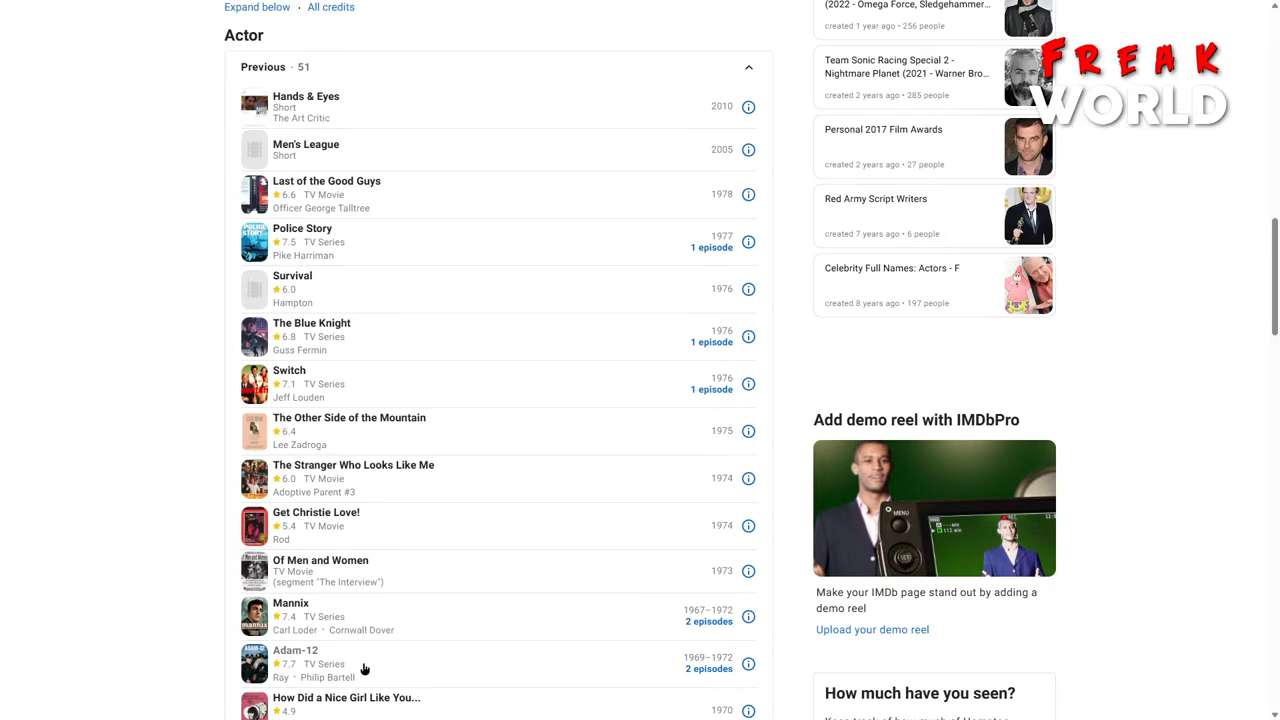 Expand below · All credits
Actor
Previous · 51
Hands & Eyes
Short
The Art Critic
2010
Men's League
Short
2005
Last of the Good Guys
6.6 TV Movie
Officer George Talltree
1978
Police Story
7.5 TV Series
Pike Harriman
1977
1 episode
Survival
6.0
Hampton
1976
The Blue Knight
6.8 TV Series
Guss Fermin
1976
1 episode
Switch
7.1 TV Series
Jeff Louden
1976
1 episode
The Other Side of the Mountain
6.4
Lee Zadroga
1975
The Stranger Who Looks Like Me
6.0 TV Movie
Adoptive Parent #3
1974
Get Christie Love!
5.4 TV Movie
Rod
1974
Of Men and Women
TV Movie
(segment "The Interview")
1973
Mannix
7.4 TV Series
Carl Loder · Cornwall Dover
1967–1972
2 episodes
Adam-12
7.7 TV Series
Ray · Philip Bartell
1969–1972
2 episodes
How Did a Nice Girl Like You...
4.9
1970
(2022 - Omega Force, Sledgehammer...
created 1 year ago • 256 people
Team Sonic Racing Special 2 -
Nightmare Planet (2021 - Warner Bro...
created 2 years ago • 285 people
Personal 2017 Film Awards
created 2 years ago • 27 people
Red Army Script Writers
created 7 years ago • 6 people
Celebrity Full Names: Actors - F
created 8 years ago • 197 people
Add demo reel with IMDbPro
MENU
Make your IMDb page stand out by adding a
demo reel
Upload your demo reel
How much have you seen?
FREAK
WORLD